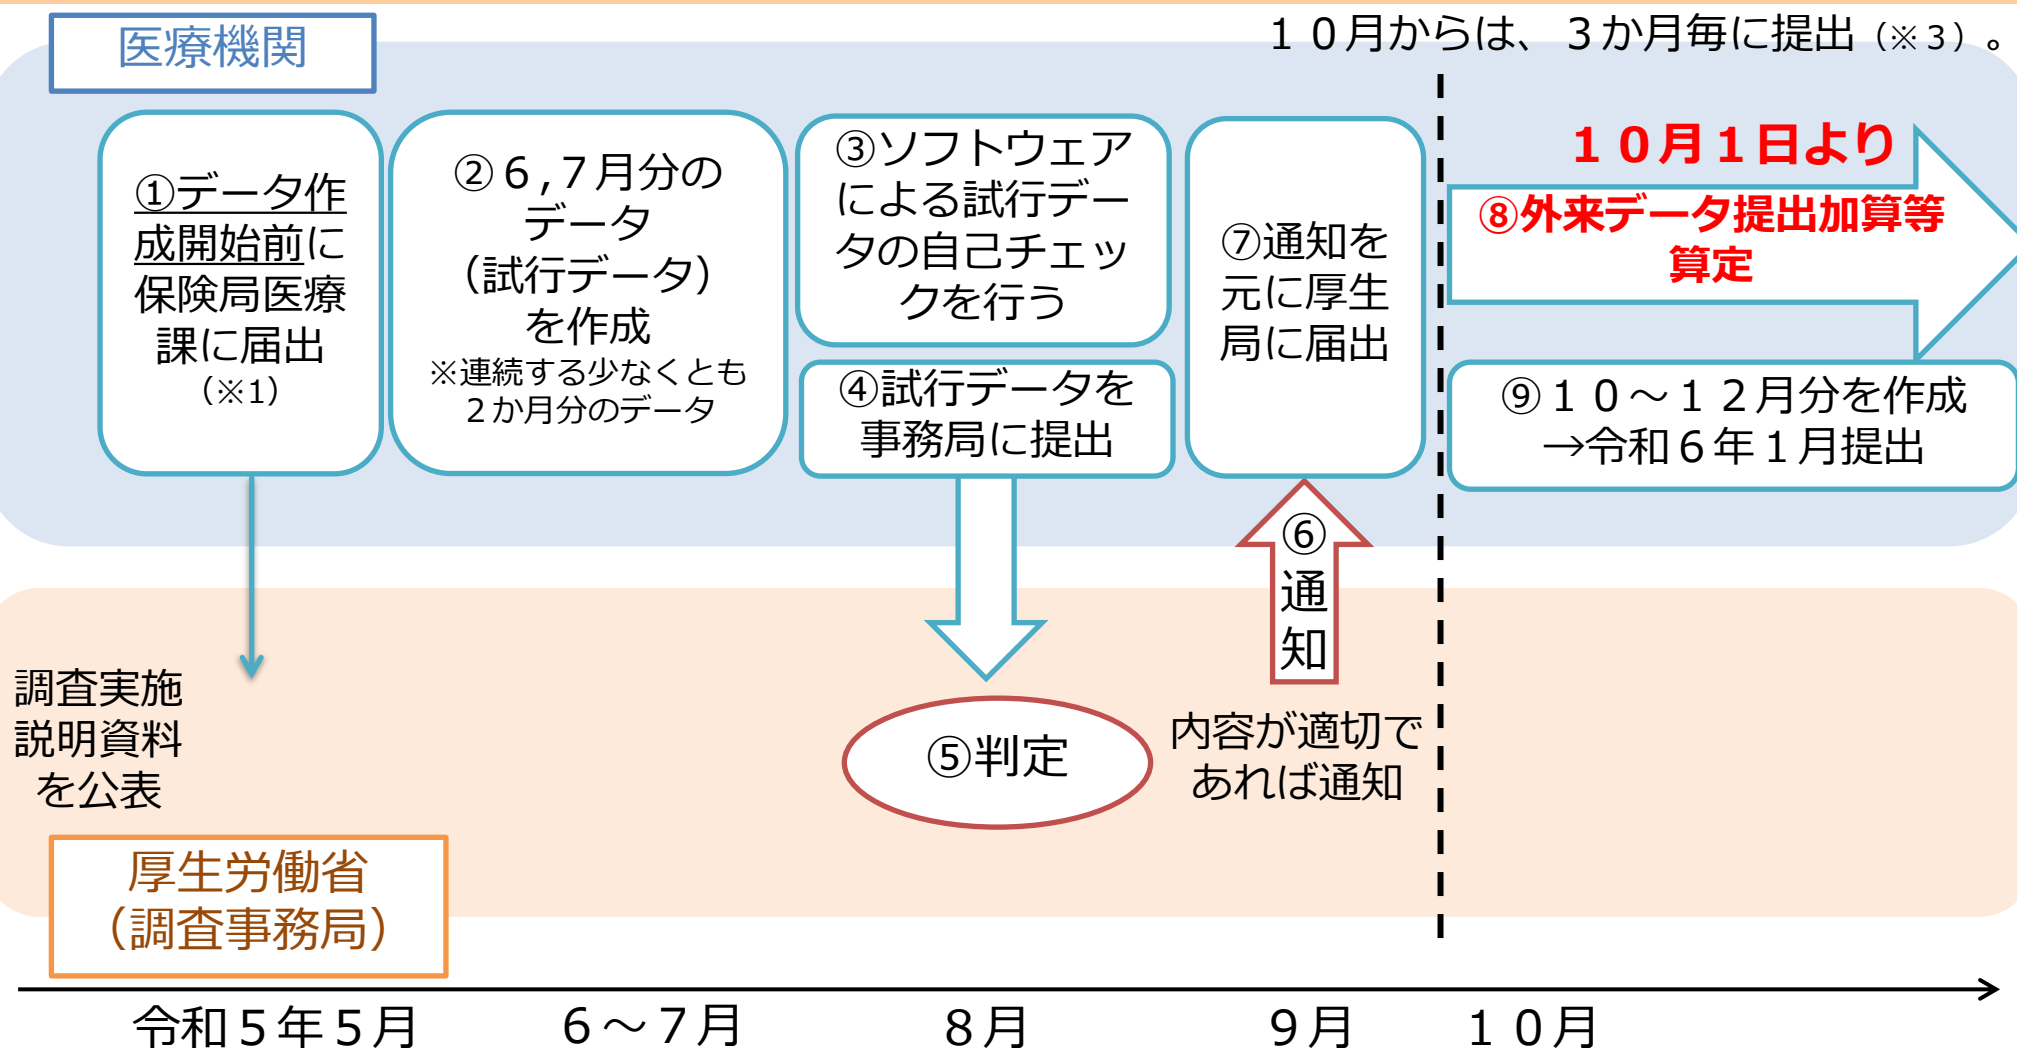 医療機関
１０月からは、３か月毎に提出（※３）。
①データ作
成開始前に
保険局医療
課に届出
（※1）
②６,７月分の
データ
（試行データ）
を作成
※連続する少なくとも
２か月分のデータ
③ソフトウェア
による試行デー
タの自己チェッ
クを行う
④試行データを
事務局に提出
⑦通知を
元に厚生
局に届出
１０月１日より
⑧外来データ提出加算等
算定
⑨１０～１２月分を作成
→令和６年１月提出
⑥
通
知
調査実施
説明資料
を公表
⑤判定
内容が適切で
あれば通知
厚生労働省
（調査事務局）
令和５年５月
６～７月
８月
９月
１０月